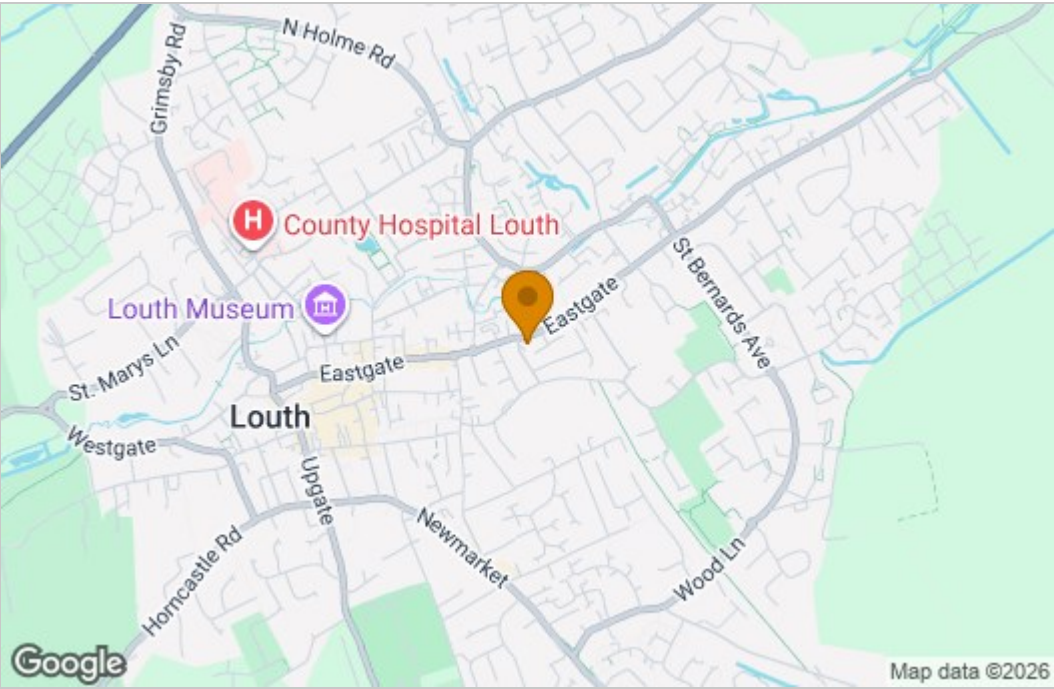 N Holme Rd
Grimsby Rd
H
County Hospital Louth
Louth Museum
Eastgate
St Bernards Ave
St. Marys Ln
Eastgate
Louth
Westgate
Upgate
Newmarket
Horncastle Rd
Wood Ln
Google
Map data ©2026